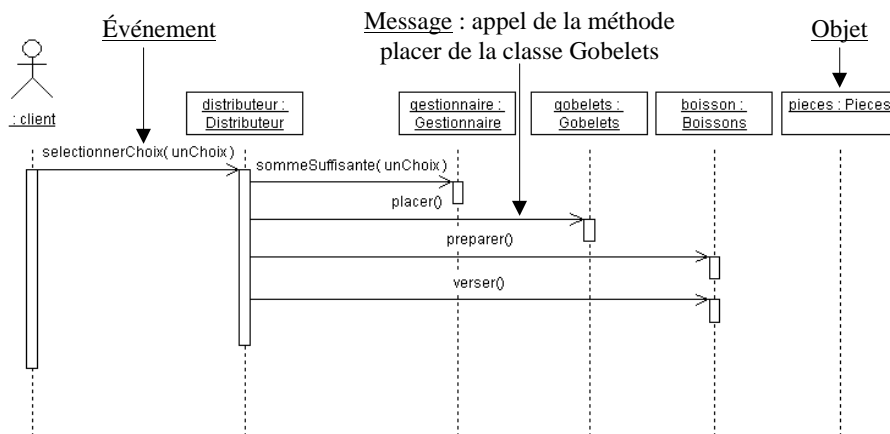 Événement
Message : appel de la méthode
placer de la classe Gobelets
Objet
: client
distributeur :
Distributeur
gestionnaire :
Gestionnaire
gobelets :
Gobelets
boisson :
Boissons
pieces : Pieces
selectionnerChoix( unChoix )
sommeSuffisante( unChoix )
placer()
preparer()
verser()